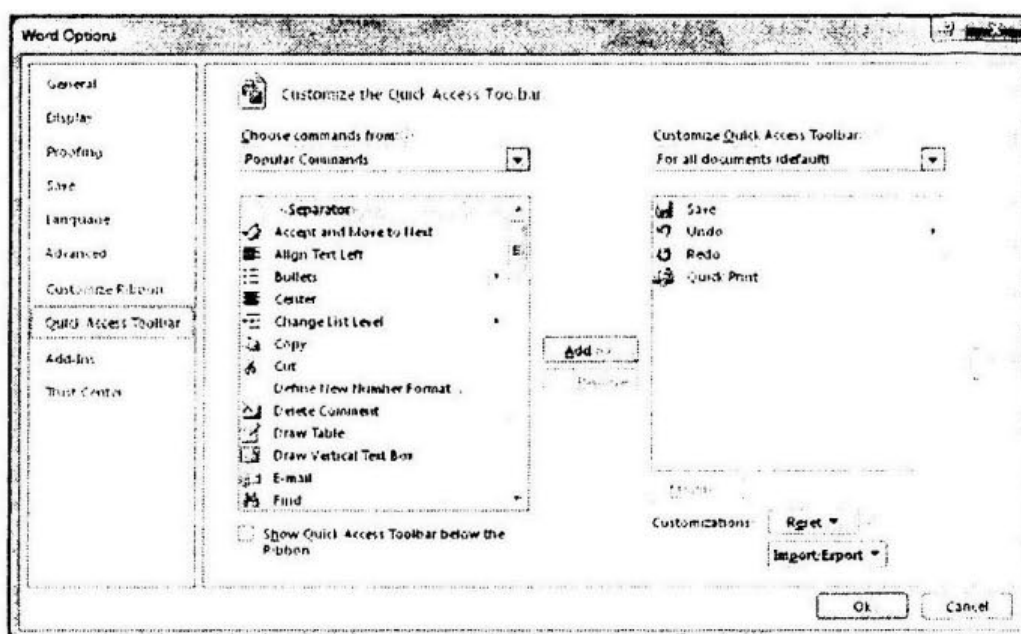 Word Options
General
Display
Proofing
Save
Language
Advanced
Customize Ribbon
Quick Access Toolbar
Add-Ins
Trust Center
Customize the Quick Access Toolbar
Choose commands from:
Popular Commands
<Separator>
Accept and Move to Next
Align Text Left
Bullets
Center
Change List Level
Copy
Cut
Define New Number Format...
Delete Comment
Draw Table
Draw Vertical Text Box
E-mail
Find
Show Quick Access Toolbar below the
Ribbon
Add >>
Remove
Customize Quick Access Toolbar:
For all documents (default)
Save
Undo
Redo
Quick Print
Modify...
Customizations:
Reset
Import/Export
Ok
Cancel